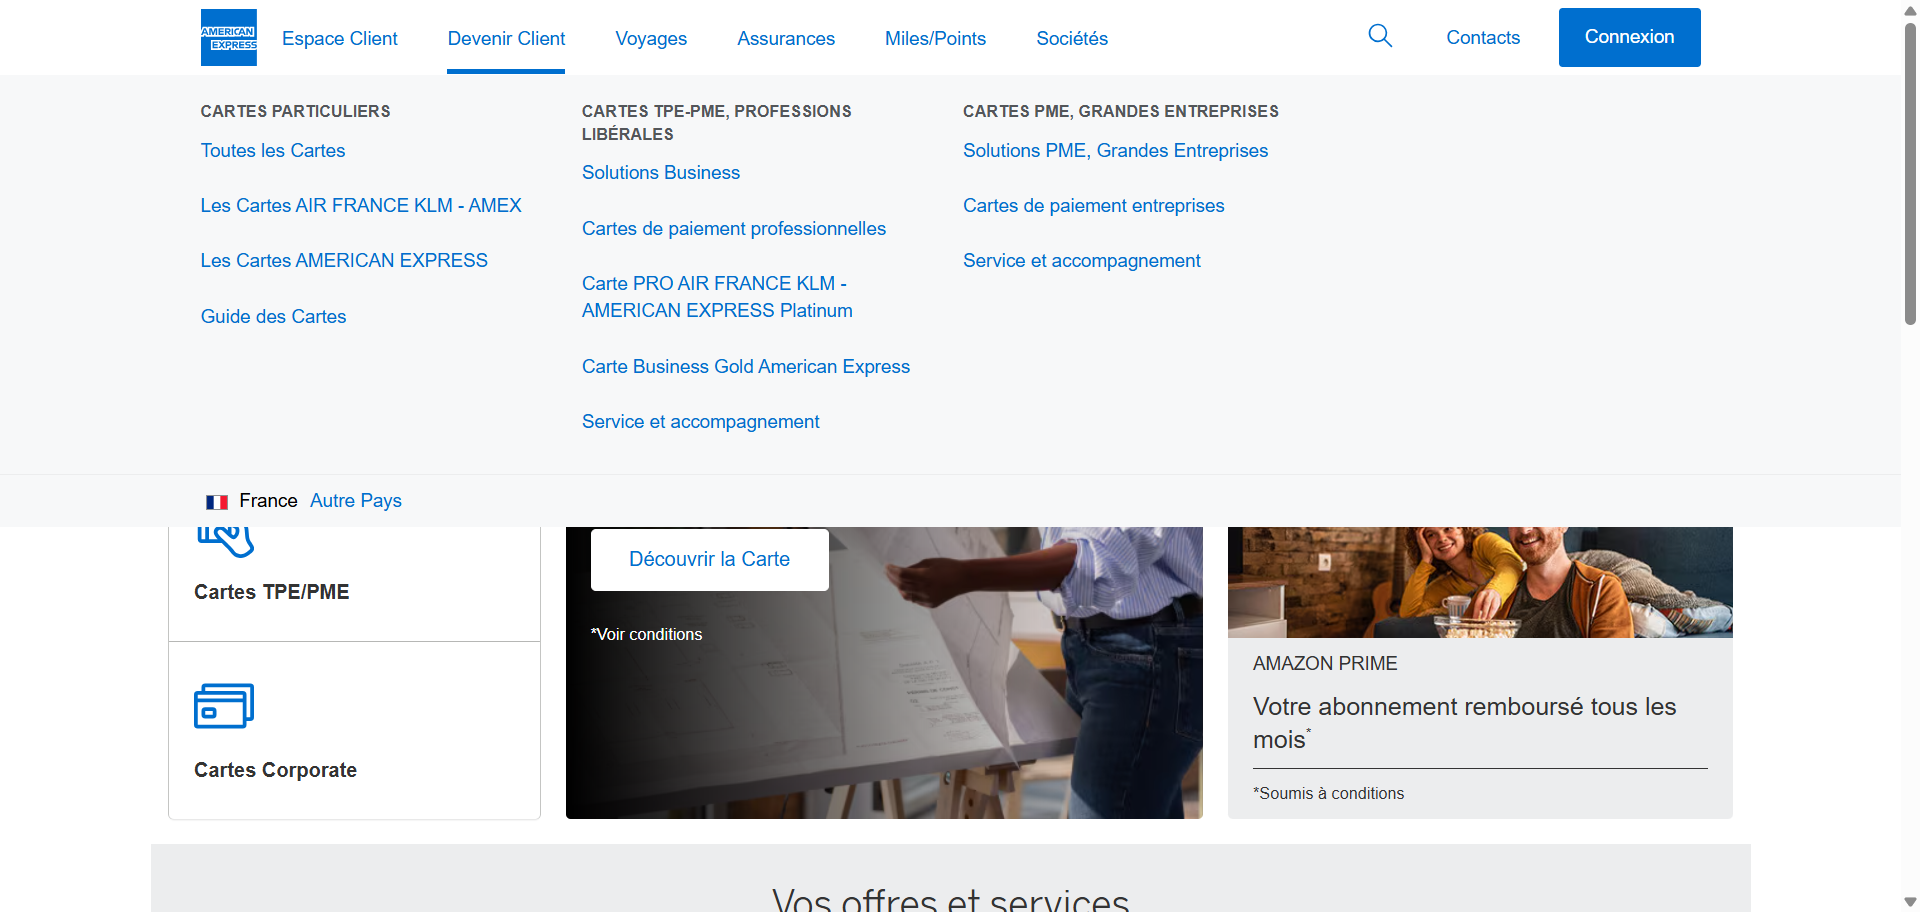 AMERICAN
EXPRESS
Espace Client
Devenir Client
Voyages
Assurances
Miles/Points
Sociétés
Contacts
Connexion
CARTES PARTICULIERS
Toutes les Cartes
Les Cartes AIR FRANCE KLM - AMEX
Les Cartes AMERICAN EXPRESS
Guide des Cartes
CARTES TPE-PME, PROFESSIONS
LIBÉRALES
Solutions Business
Cartes de paiement professionnelles
Carte PRO AIR FRANCE KLM -
AMERICAN EXPRESS Platinum
Carte Business Gold American Express
Service et accompagnement
CARTES PME, GRANDES ENTREPRISES
Solutions PME, Grandes Entreprises
Cartes de paiement entreprises
Service et accompagnement
France
Autre Pays
Cartes TPE/PME
Cartes Corporate
Découvrir la Carte
*Voir conditions
AMAZON PRIME
Votre abonnement remboursé tous les
mois*
*Soumis à conditions
Vos offres et services